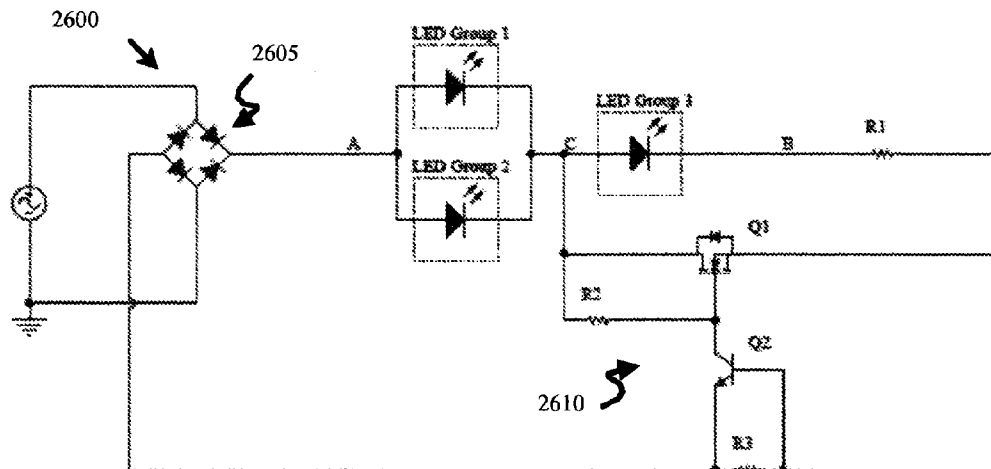 2600
2605
LED Group 1
LED Group 3
R1
A
C
B
LED Group 2
Q1
R2
Q2
2610
R3